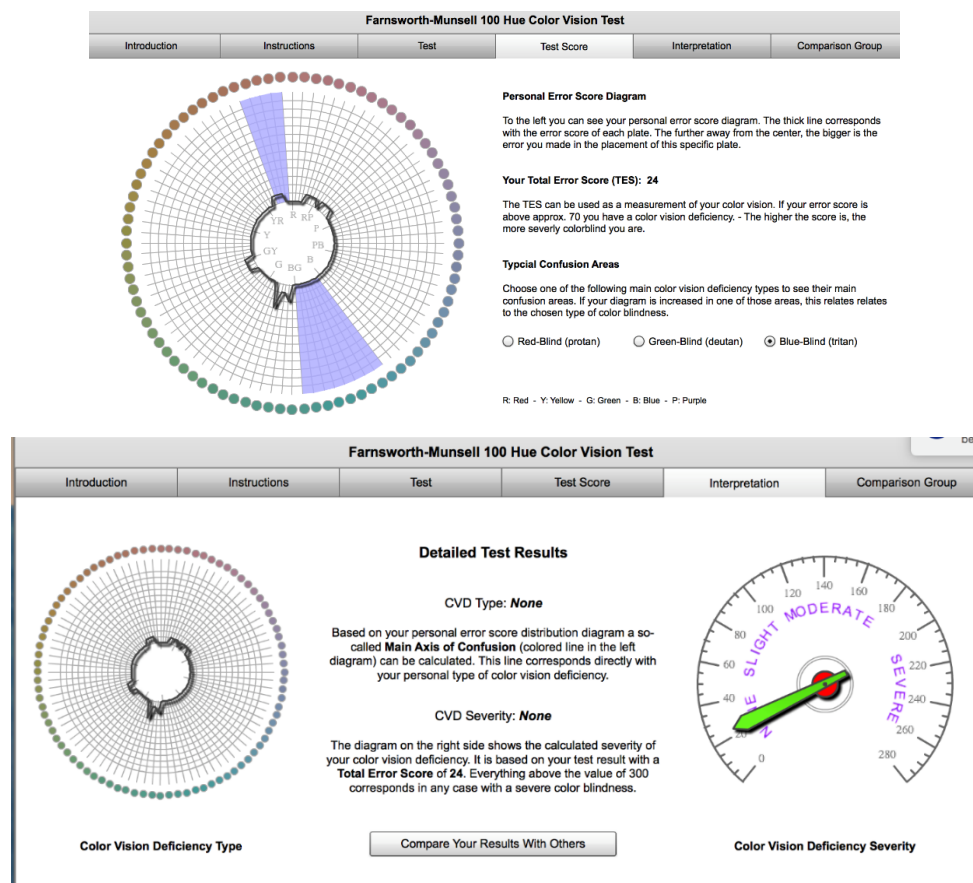 Farnsworth-Munsell 100 Hue Color Vision Test
Introduction
Instructions
Test
Test Score
Interpretation
Comparison Group
R
RP
P
PB
B
BG
G
GY
Y
YR
Personal Error Score Diagram
To the left you can see your personal error score diagram. The thick line corresponds
with the error score of each plate. The further away from the center, the bigger is the
error you made in the placement of this specific plate.
Your Total Error Score (TES): 24
The TES can be used as a measurement of your color vision. If your error score is
above approx. 70 you have a color vision deficiency. - The higher the score is, the
more severly colorblind you are.
Typcial Confusion Areas
Choose one of the following main color vision deficiency types to see their main
confusion areas. If your diagram is increased in one of those areas, this relates relates
to the chosen type of color blindness.
Red-Blind (protan)
Green-Blind (deutan)
Blue-Blind (tritan)
R: Red - Y: Yellow - G: Green - B: Blue - P: Purple
Farnsworth-Munsell 100 Hue Color Vision Test
be
Introduction
Instructions
Test
Test Score
Interpretation
Comparison Group
Color Vision Deficiency Type
Detailed Test Results
CVD Type: None
Based on your personal error score distribution diagram a so-
called Main Axis of Confusion (colored line in the left
diagram) can be calculated. This line corresponds directly with
your personal type of color vision deficiency.
CVD Severity: None
The diagram on the right side shows the calculated severity of
your color vision deficiency. It is based on your test result with a
Total Error Score of 24. Everything above the value of 300
corresponds in any case with a severe color blindness.
Compare Your Results With Others
0
40
60
80
100
120
140
160
180
200
220
240
260
280
SLIGHT
MODERATE
SEVERE
Color Vision Deficiency Severity